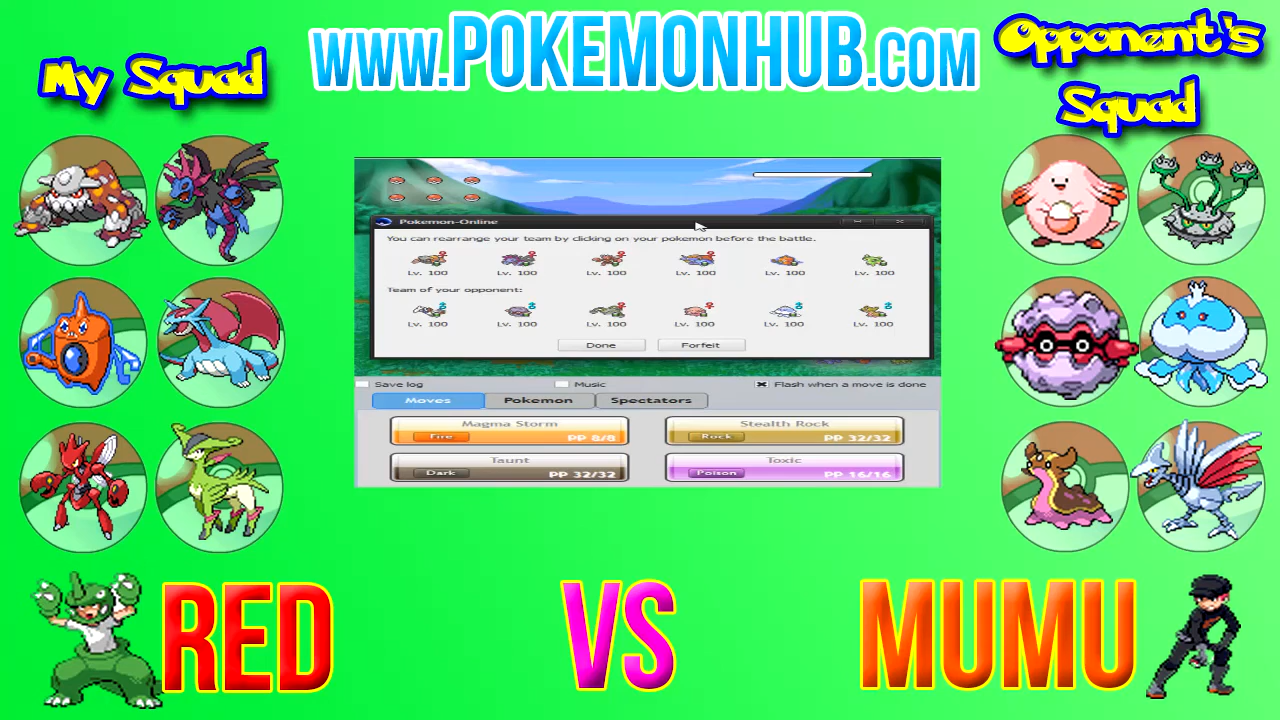 WWW.POKEMONHUB.COM
My Squad
Opponent's
Squad
Pokemon-Online
You can rearrange your team by clicking on your pokemon before the battle.
Lv. 100 Lv. 100 Lv. 100 Lv. 100 Lv. 100 Lv. 100
Team of your opponent:
Lv. 100 Lv. 100 Lv. 100 Lv. 100 Lv. 100 Lv. 100
Done Forfeit
Save log Music Flash when a move is done
Moves Pokemon Spectators
Magma Storm Stealth Rock
Fire PP 8/8 Rock PP 32/32
Taunt Toxic
Dark PP 32/32 Poison PP 16/16
RED VS MUMU